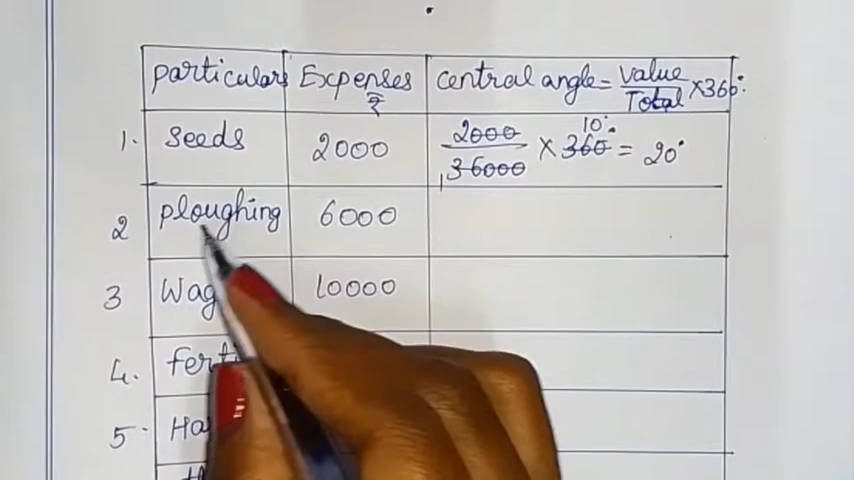 Particulars Expenses ₹ Central angle = Value/Total × 360°
1. Seeds 2000 2000/36000 × 360 10° = 20°
2 Ploughing 6000
3 Wag 10000
4. Ferti
5. Ha